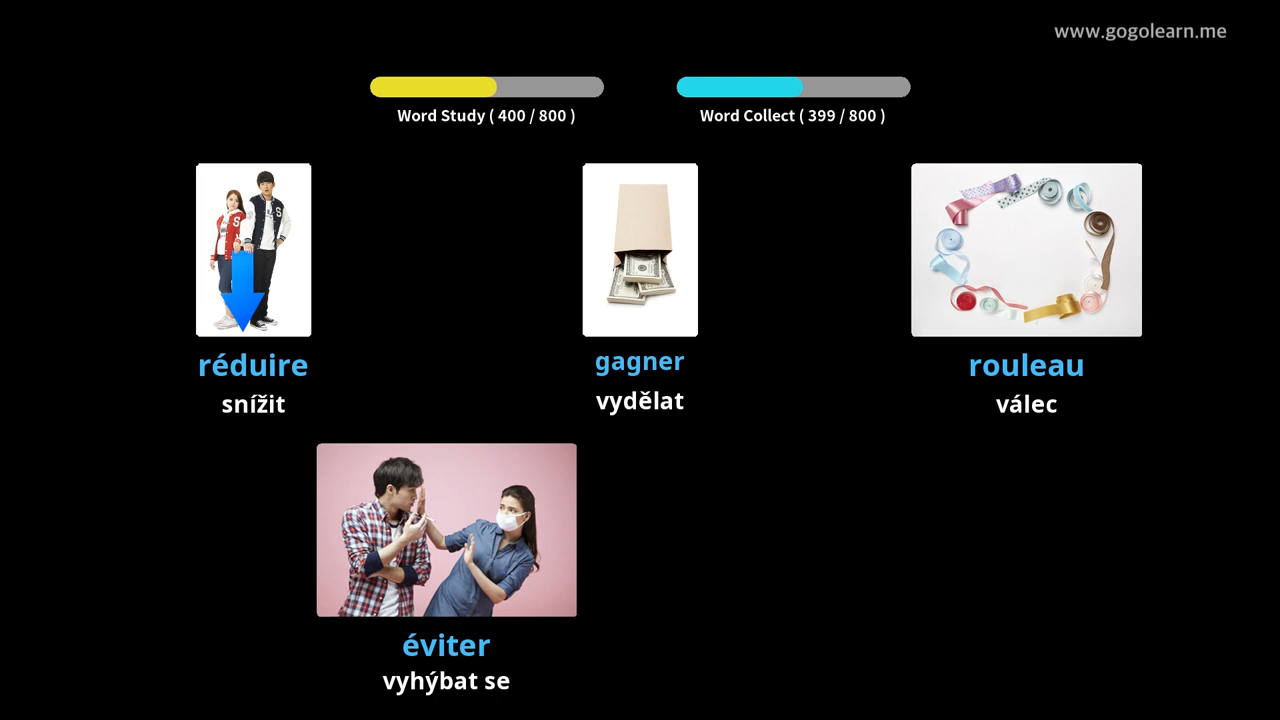 www.gogolearn.me
Word Study ( 400 / 800 )
Word Collect ( 399 / 800 )
réduire
snížit
gagner
vydělat
rouleau
válec
éviter
vyhýbat se